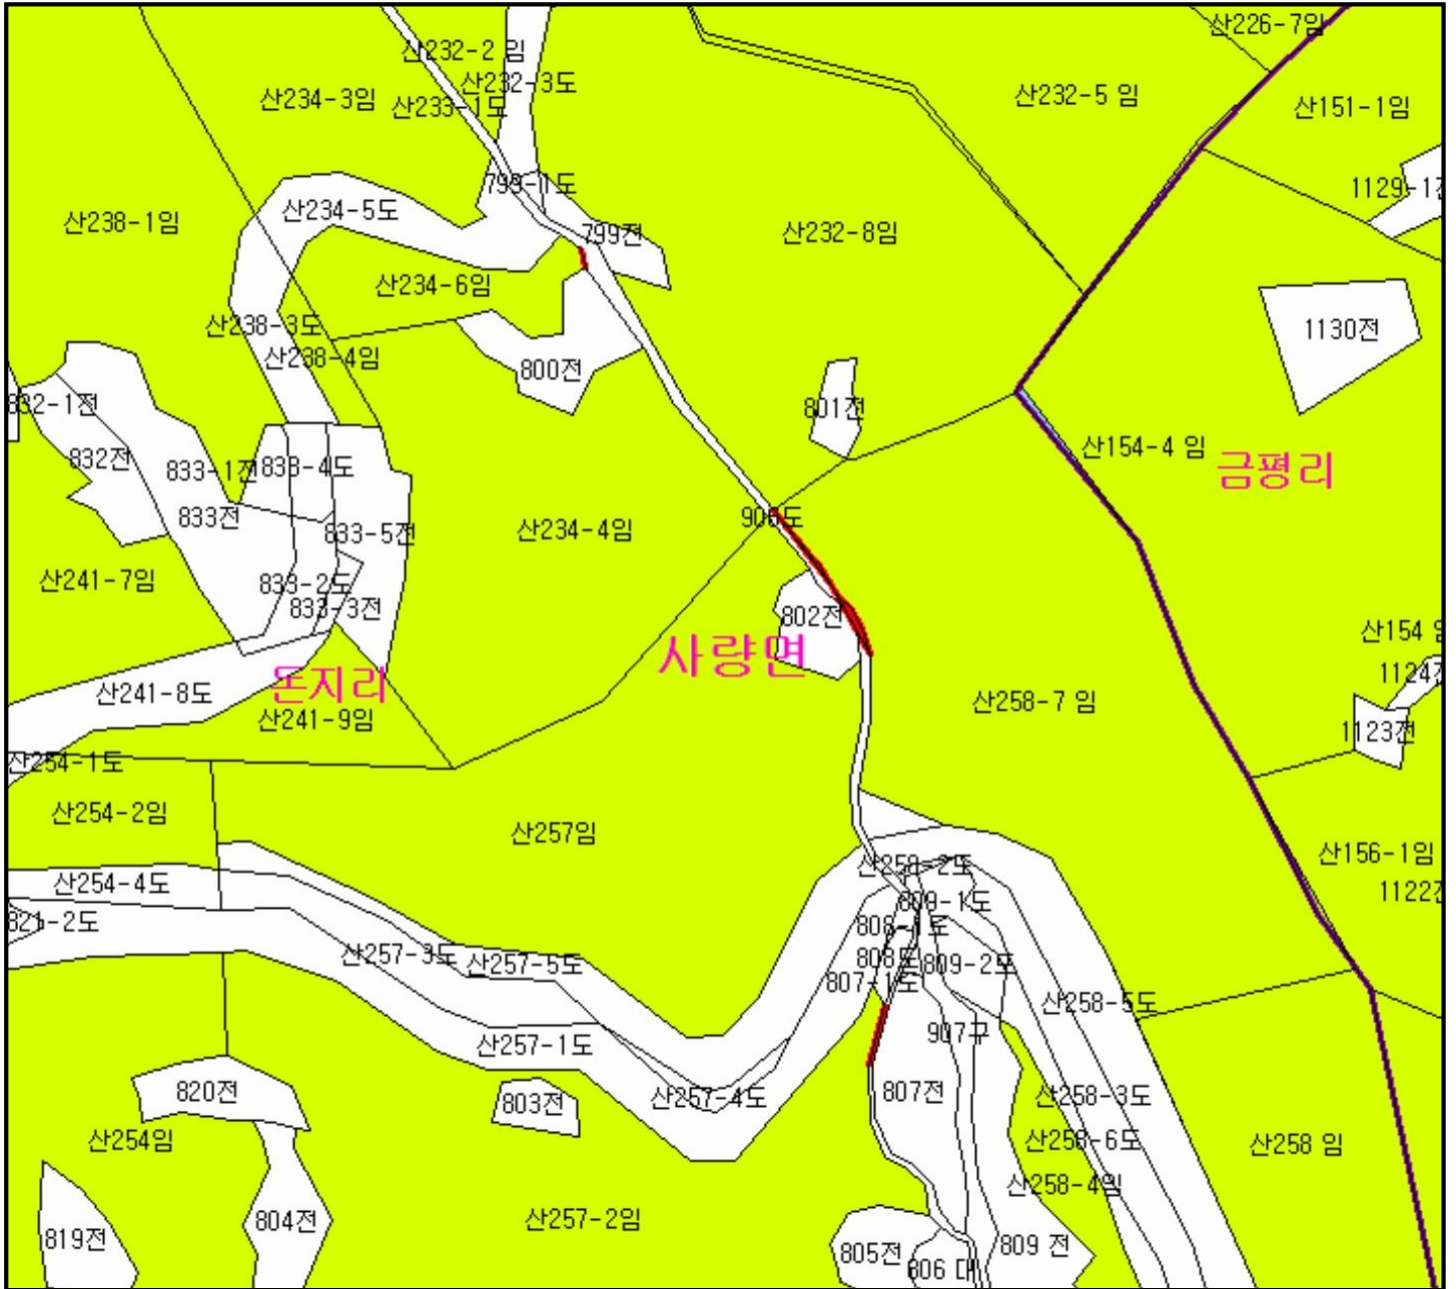 산226-7임
산232-2 임
산232-3도
산234-3임
산233-1도
산232-5 임
산151-1임
799-1도
1129-1
산234-5도
산238-1임
799전
산232-8임
산234-6임
산238-3도
1130전
산238-4임
800전
832-1전
801전
산154-4 임
832전
833-1전
833-4도
금평리
833전
906도
833-5전
산234-4임
산241-7임
833-2도
833-3전
802전
산154 임
사량면
1124전
돈지리
산241-8도
산258-7 임
산241-9임
1123전
산254-1도
산254-2임
산257임
산156-1임
산258-2도
산254-4도
1122전
809-1도
821-2도
808-1도
산257-3도
808도
산257-5도
809-2도
807-1도
산258-5도
907구
산257-1도
820전
807전
산257-4도
산258-3도
803전
산254임
산258-6도
산258 임
산258-4임
804전
산257-2임
819전
805전
809 전
806 대